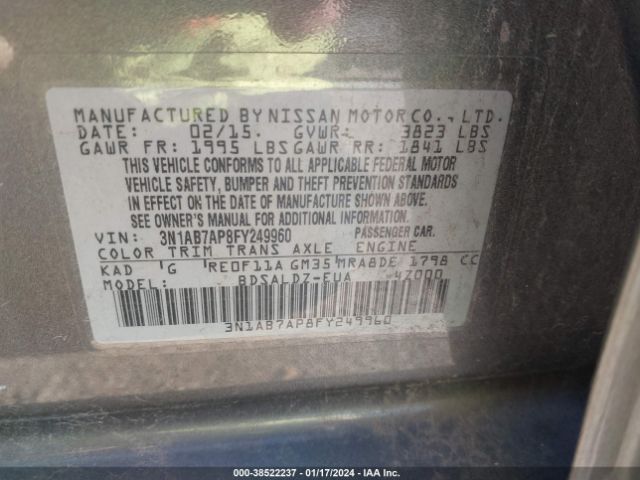 MANUFACTURED BY NISSAN MOTOR CO., LTD.
DATE: 02/15. GVWR: 3823 LBS
GAWR FR: 1995 LBS GAWR RR: 1841 LBS
THIS VEHICLE CONFORMS TO ALL APPLICABLE FEDERAL MOTOR
VEHICLE SAFETY, BUMPER AND THEFT PREVENTION STANDARDS
IN EFFECT ON THE DATE OF MANUFACTURE SHOWN ABOVE.
SEE OWNER'S MANUAL FOR ADDITIONAL INFORMATION.
VIN: 3N1AB7AP8FY249960 PASSENGER CAR.
COLOR TRIM TRANS AXLE ENGINE
KAD G RE0F11A GM35 MRA8DE 1798 CC
MODEL: BDSALDZ-EUA 4Z000
3N1AB7AP8FY249960
000-38522237 - 01/17/2024 - IAA Inc.